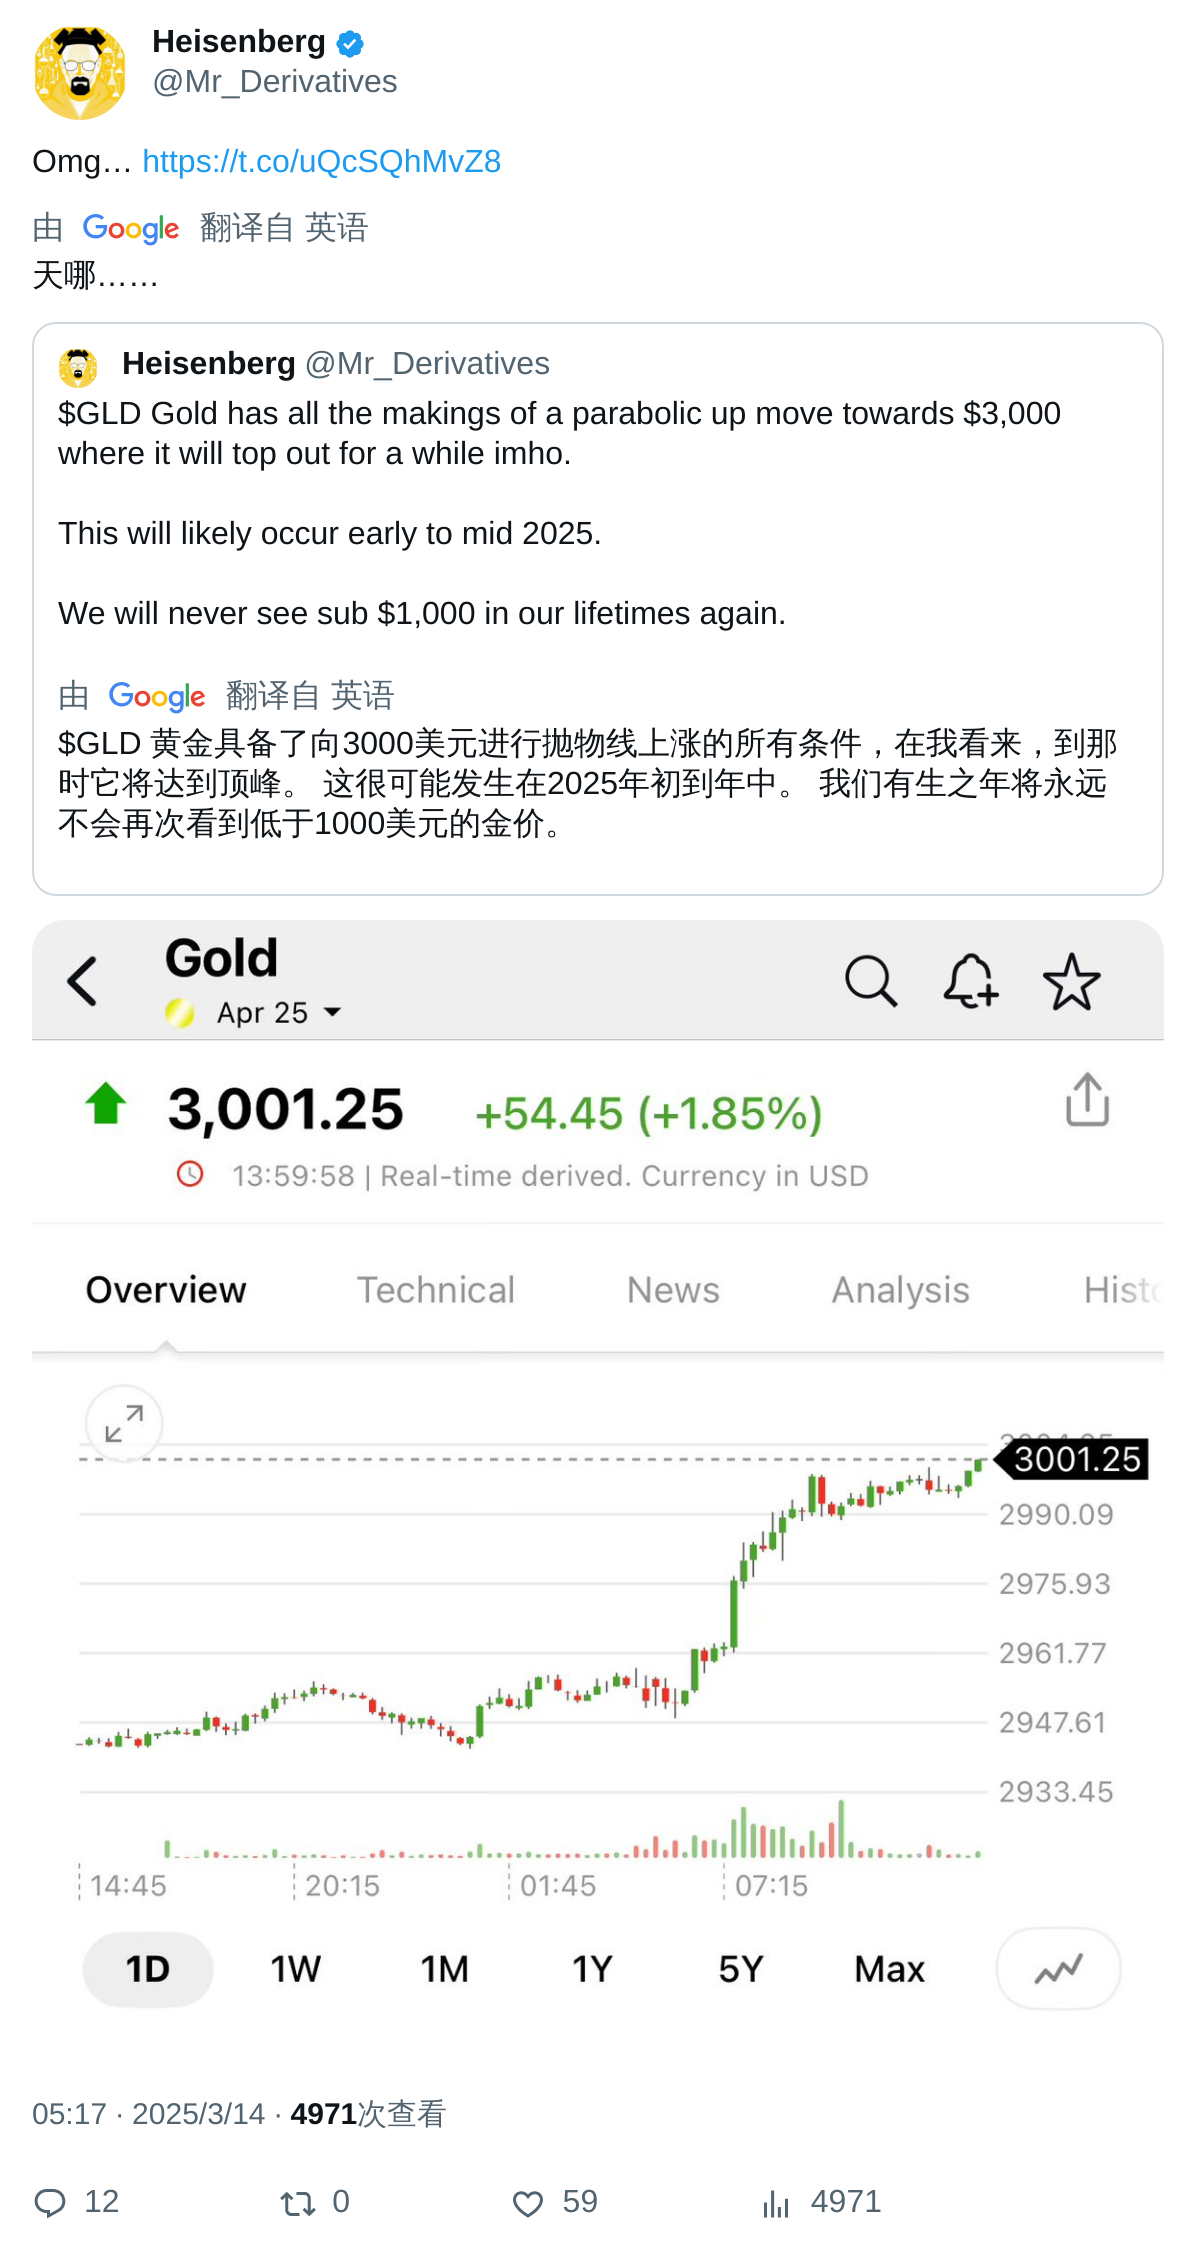 Heisenberg
@Mr_Derivatives
Omg… https://t.co/uQcSQhMvZ8
由 Google 翻译自 英语
天哪……
Heisenberg @Mr_Derivatives
$GLD Gold has all the makings of a parabolic up move towards $3,000
where it will top out for a while imho.
This will likely occur early to mid 2025.
We will never see sub $1,000 in our lifetimes again.
由 Google 翻译自 英语
$GLD 黄金具备了向3000美元进行抛物线上涨的所有条件，在我看来，到那
时它将达到顶峰。 这很可能发生在2025年初到年中。 我们有生之年将永远
不会再次看到低于1000美元的金价。
Gold
Apr 25
3,001.25 +54.45 (+1.85%)
13:59:58 | Real-time derived. Currency in USD
Overview Technical News Analysis Histo
3001.25
2990.09
2975.93
2961.77
2947.61
2933.45
14:45 20:15 01:45 07:15
1D 1W 1M 1Y 5Y Max
05:17 · 2025/3/14 · 4971次查看
12 0 59 4971